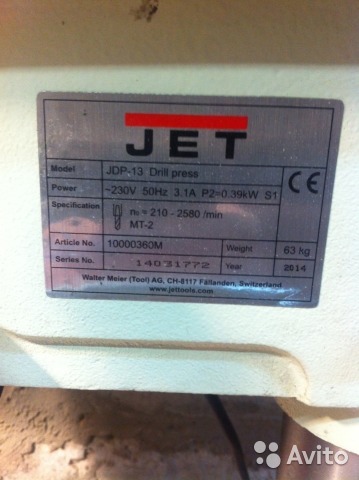 JET
Model JDP-13 Drill press
Power ~230V 50Hz 3.1A P2=0.39kW S1
Specification n₀ = 210 - 2580 /min
MT-2
CE
Article No. 10000360M Weight 63 kg
Series No. 14031772 Year 2014
Walter Meier (Tool) AG, CH-8117 Fällanden, Switzerland
www.jettools.com
Avito